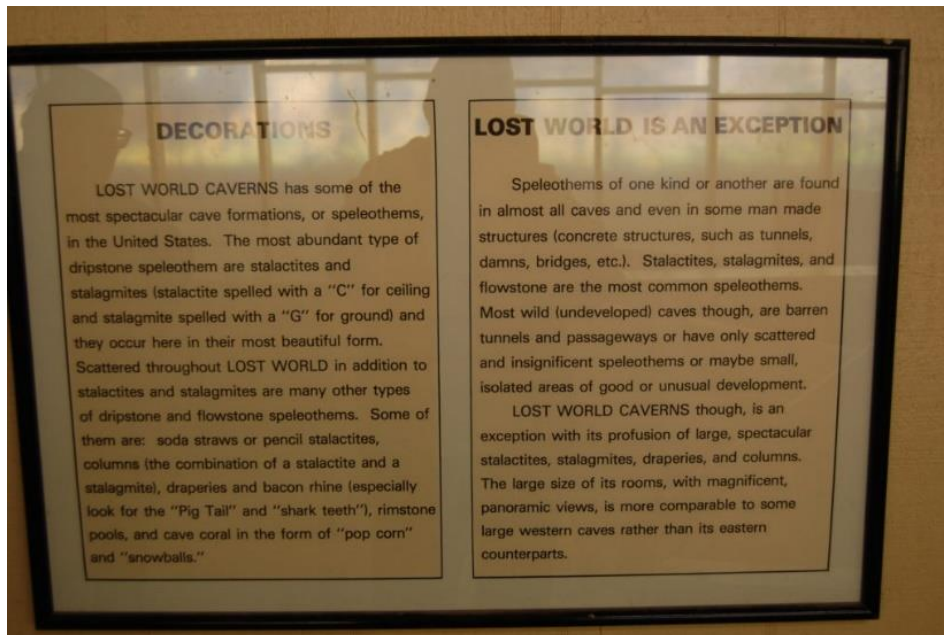 DECORATIONS
LOST WORLD CAVERNS has some of the
most spectacular cave formations, or speleothems,
in the United States. The most abundant type of
dripstone speleothem are stalactites and
stalagmites (stalactite spelled with a "C" for ceiling
and stalagmite spelled with a "G" for ground) and
they occur here in their most beautiful form.
Scattered throughout LOST WORLD in addition to
stalactites and stalagmites are many other types
of dripstone and flowstone speleothems. Some of
them are: soda straws or pencil stalactites,
columns (the combination of a stalactite and a
stalagmite), draperies and bacon rhine (especially
look for the "Pig Tail" and "shark teeth"), rimstone
pools, and cave coral in the form of "pop corn"
and "snowballs."
LOST WORLD IS AN EXCEPTION
Speleothems of one kind or another are found
in almost all caves and even in some man made
structures (concrete structures, such as tunnels,
damns, bridges, etc.). Stalactites, stalagmites, and
flowstone are the most common speleothems.
Most wild (undeveloped) caves though, are barren
tunnels and passageways or have only scattered
and insignificent speleothems or maybe small,
isolated areas of good or unusual development.
LOST WORLD CAVERNS though, is an
exception with its profusion of large, spectacular
stalactites, stalagmites, draperies, and columns.
The large size of its rooms, with magnificent,
panoramic views, is more comparable to some
large western caves rather than its eastern
counterparts.